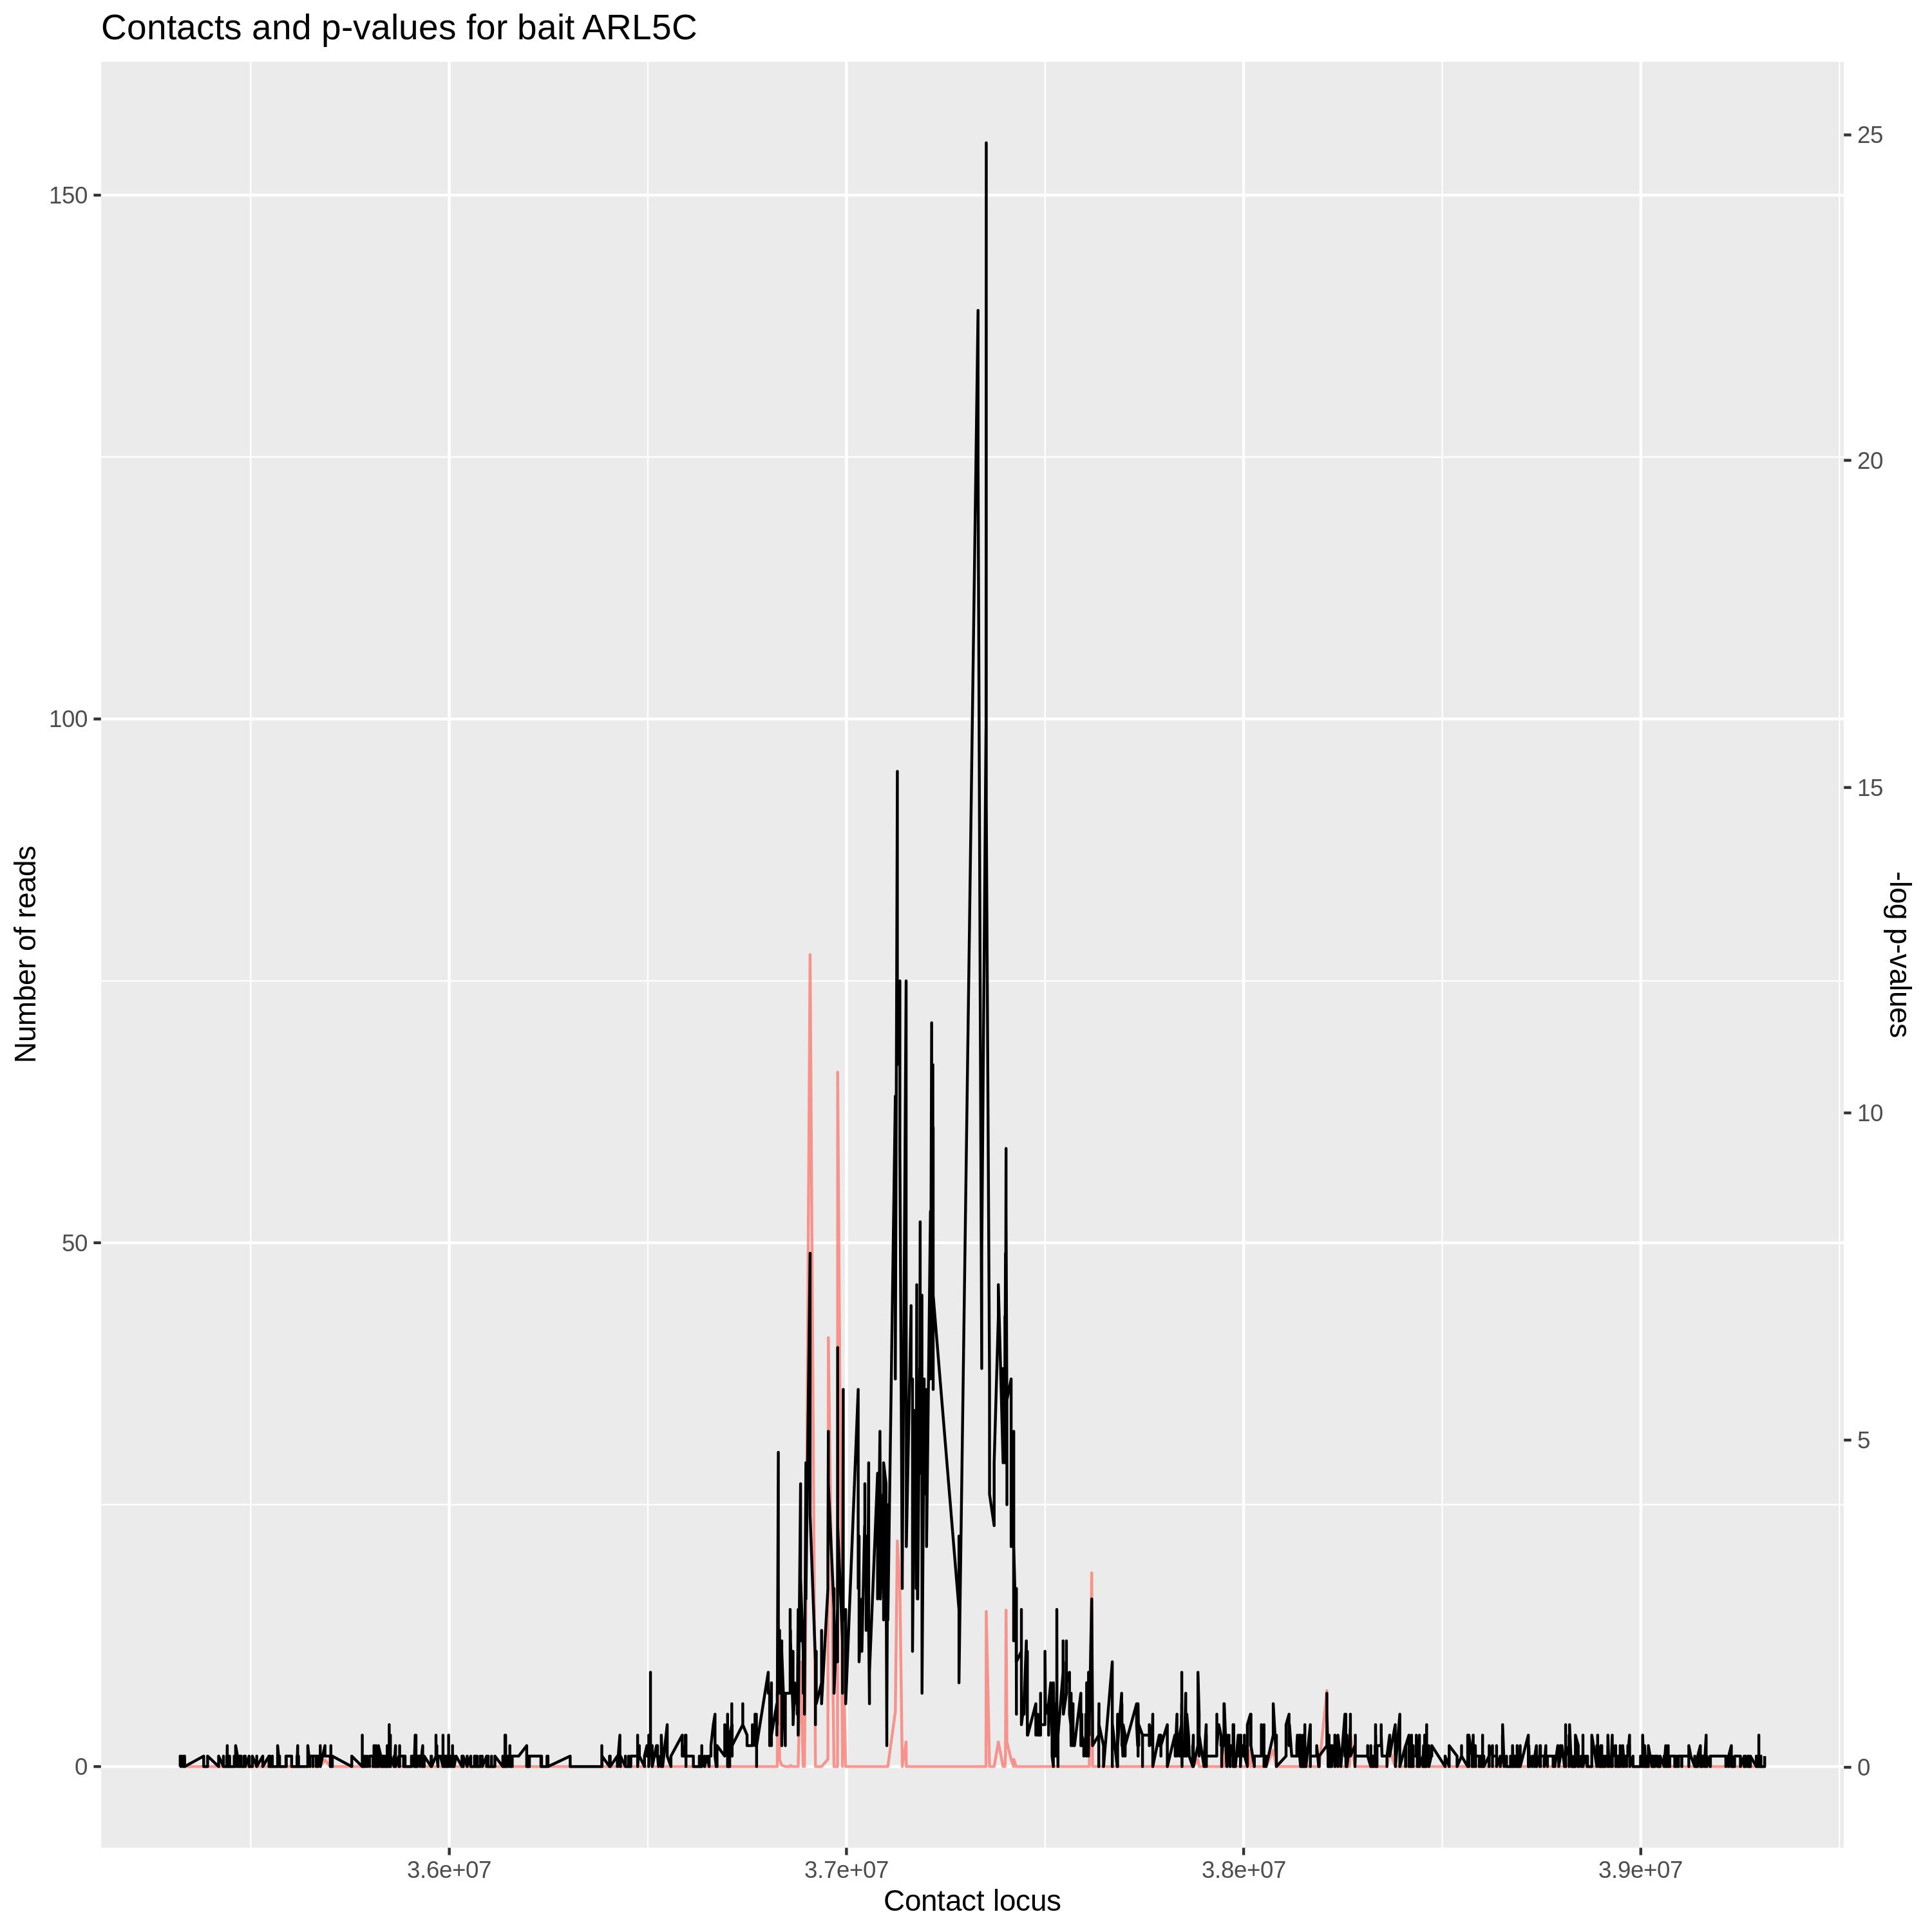 Contacts and p-values for bait ARL5C
150
100
50
0
Number of reads
25
20
15
10
5
0
-log p-values
3.6e+07
3.7e+07
3.8e+07
3.9e+07
Contact locus